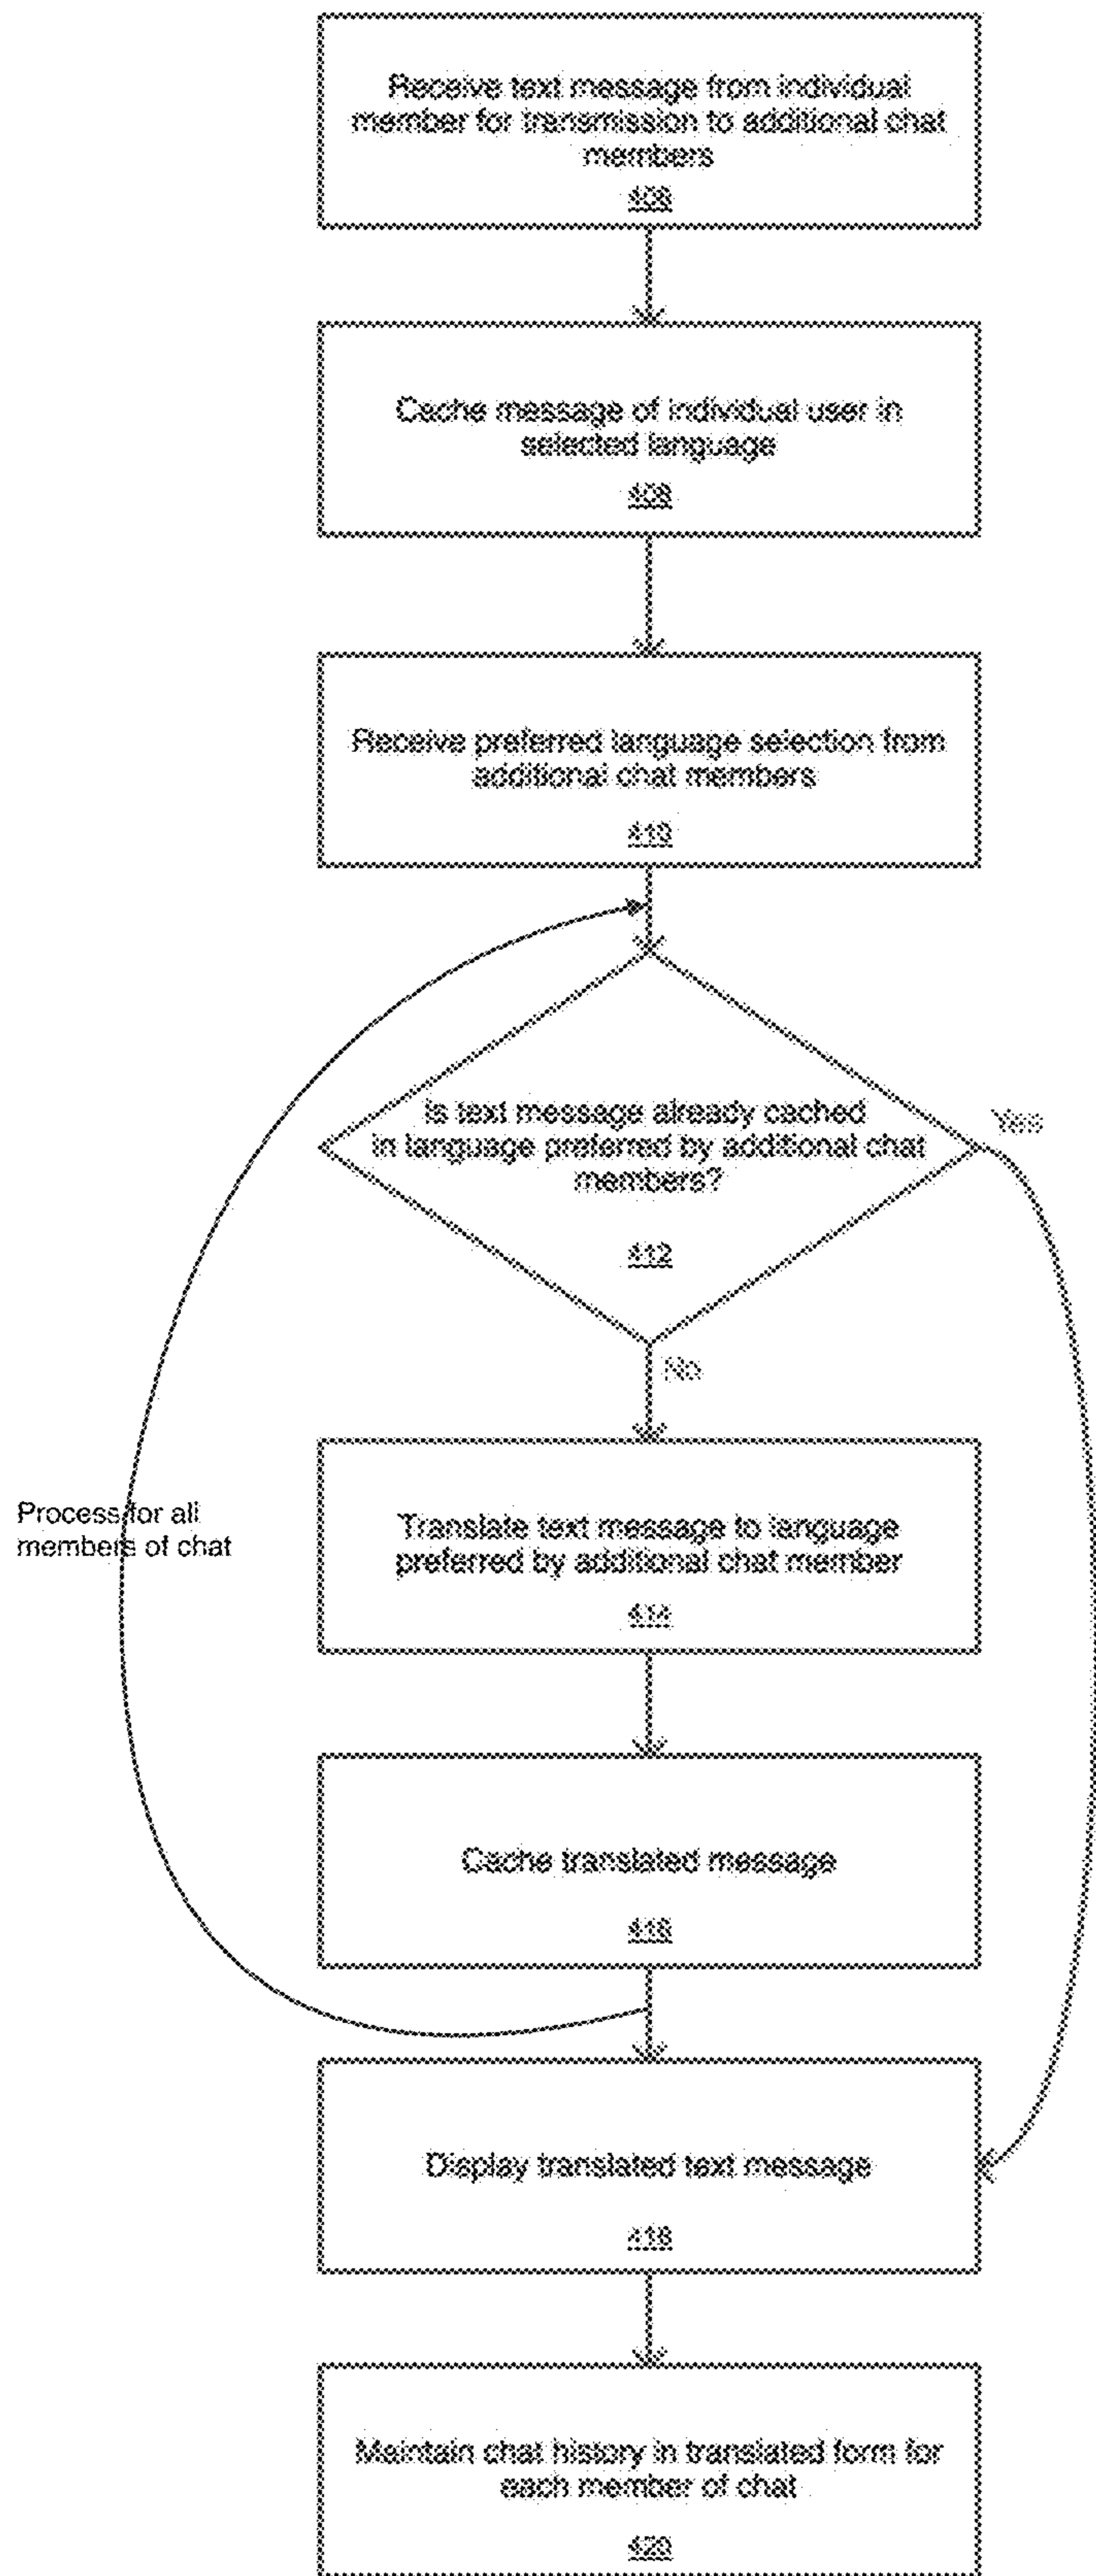 Receive text message from individual
member for transmission to additional chat
members
Cache message of individual user in
selected language
408
Receive preferred language selection from
additional chat members
410
Is text message already cached
in language preferred by additional chat
members?
Yes
412
No
Process for all
members of chat
Translate text message to language
preferred by additional chat member
414
Cache translated message
416
Display translated text message
Maintain chat history in translated form for
each member of chat
420